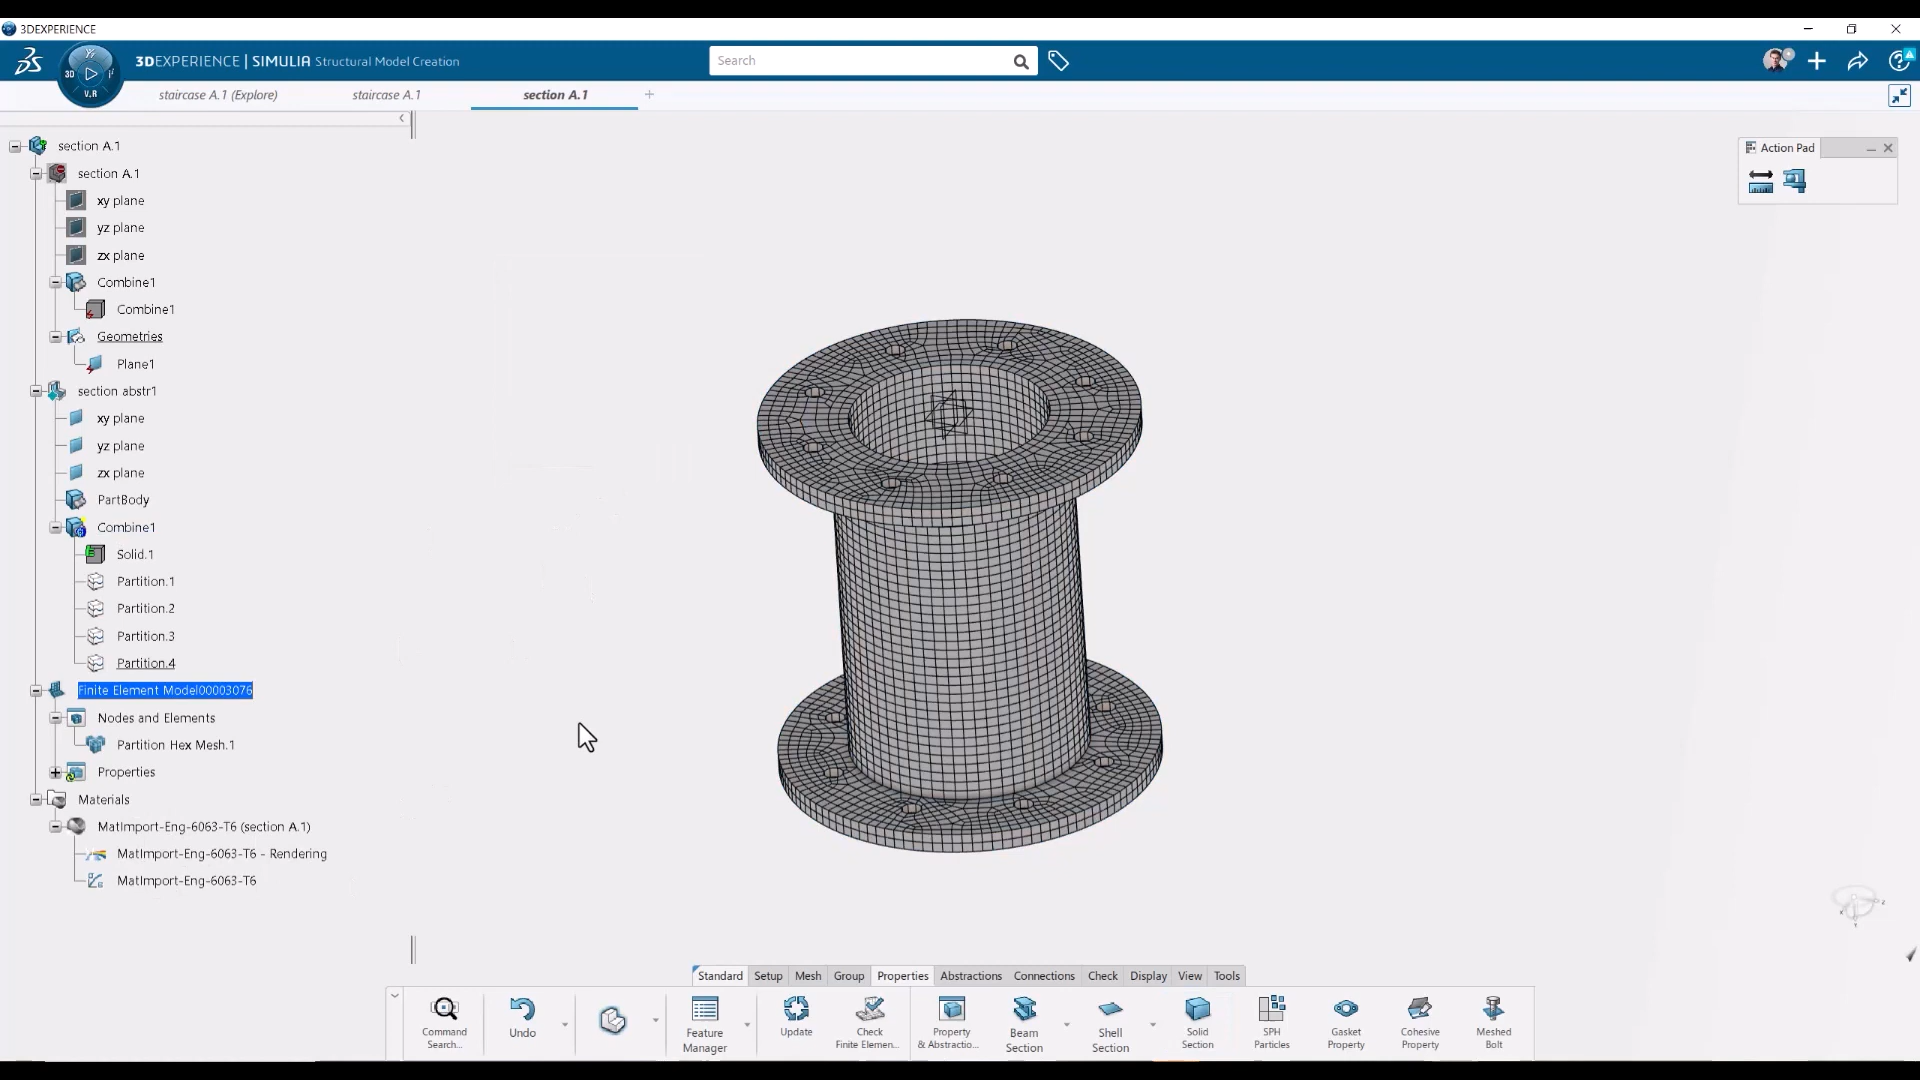 3DEXPERIENCE
3DEXPERIENCE | SIMULIA Structural Model Creation
Search
3D
V.R
staircase A.1 (Explore)
staircase A.1
section A.1
section A.1
section A.1
xy plane
yz plane
zx plane
Combine1
Combine1
Geometries
Plane1
section abstr1
xy plane
yz plane
zx plane
PartBody
Combine1
Solid.1
Partition.1
Partition.2
Partition.3
Partition.4
Finite Element Model00003076
Nodes and Elements
Partition Hex Mesh.1
Properties
Materials
MatImport-Eng-6063-T6 (section A.1)
MatImport-Eng-6063-T6 - Rendering
MatImport-Eng-6063-T6
Action Pad
Standard Setup Mesh Group Properties Abstractions Connections Check Display View Tools
Command Search...
Undo
Feature Manager
Update
Check Finite Elemen...
Property & Abstractio...
Beam Section
Shell Section
Solid Section
SPH Particles
Gasket Property
Cohesive Property
Meshed Bolt